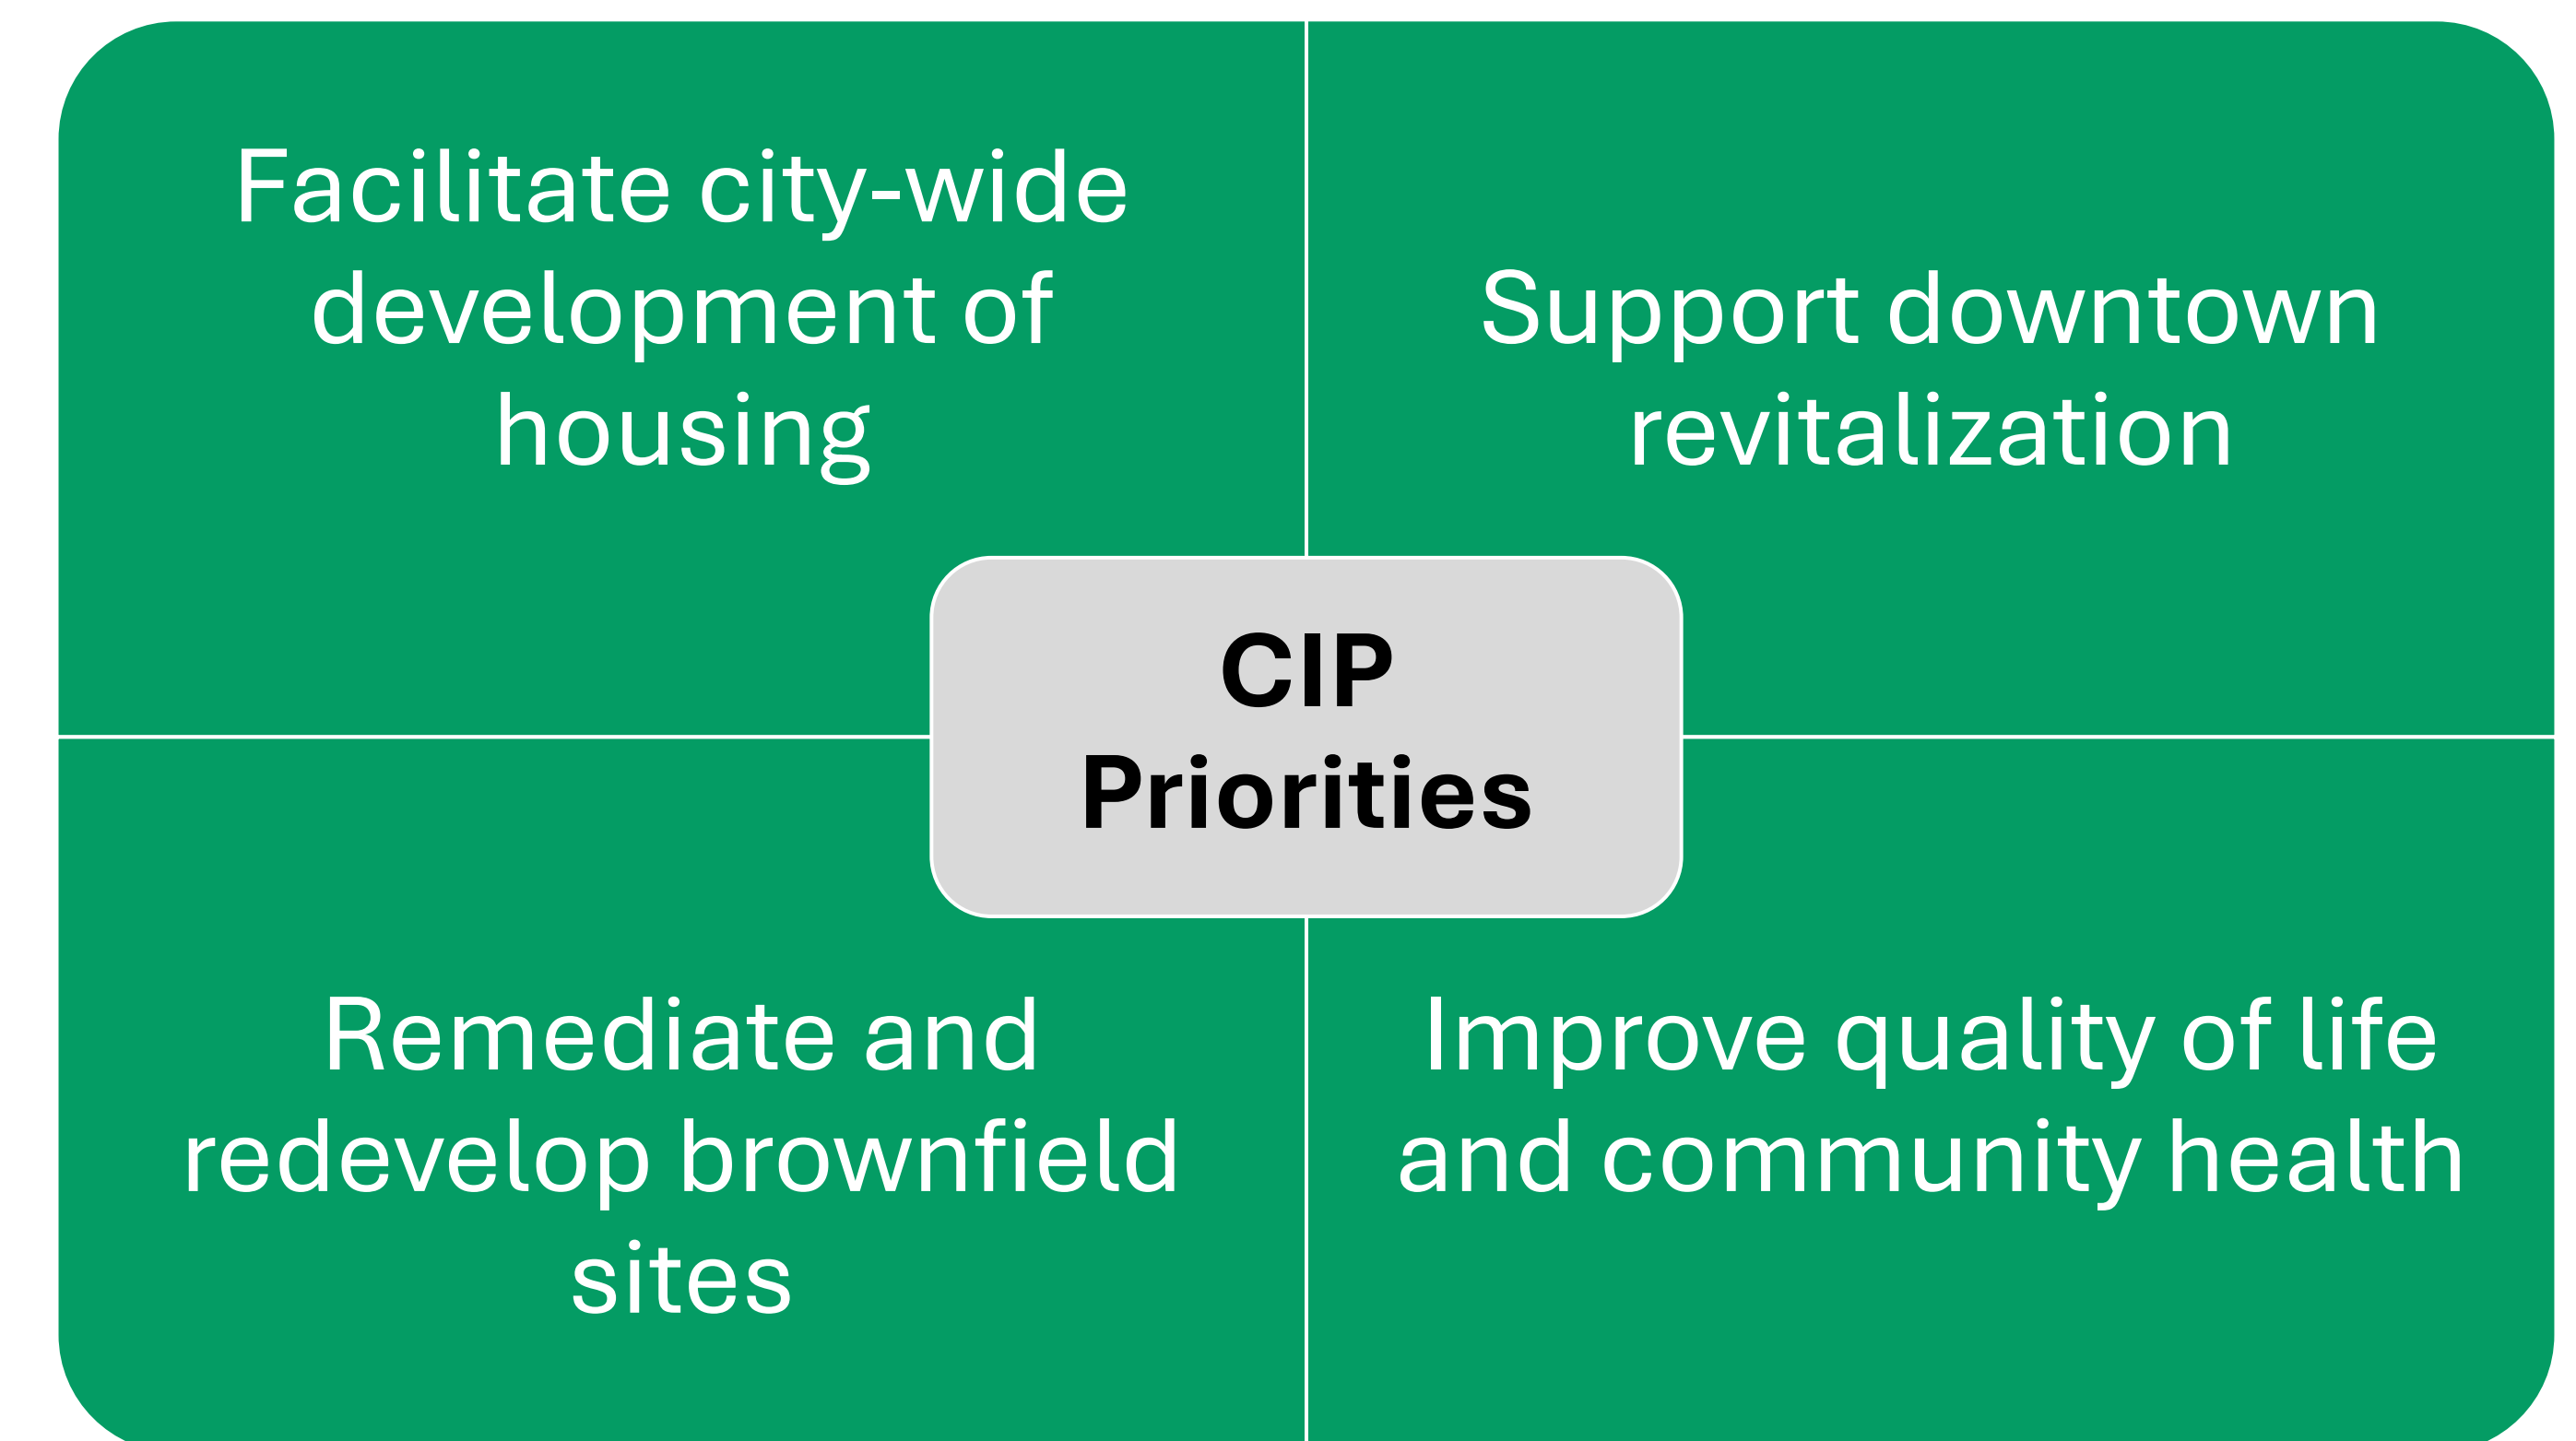 Facilitate city-wide
development of
housing
Support downtown
revitalization
CIP
Priorities
Remediate and
redevelop brownfield
sites
Improve quality of life
and community health